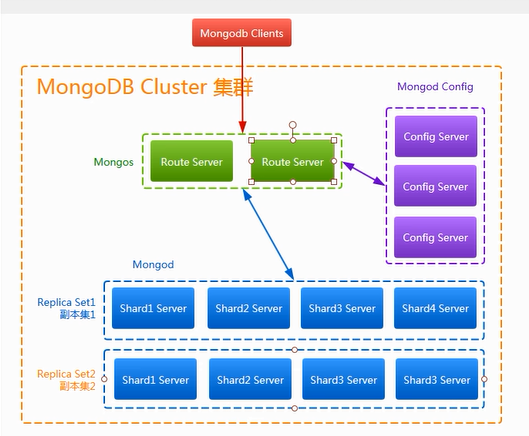 Mongodb Clients
MongoDB Cluster 集群
Mongod Config
Config Server
Mongos
Route Server
Route Server
Config Server
Config Server
Mongod
Replica Set1
副本集1
Shard1 Server
Shard2 Server
Shard3 Server
Shard4 Server
Replica Set2
副本集2
Shard1 Server
Shard2 Server
Shard3 Server
Shard3 Server